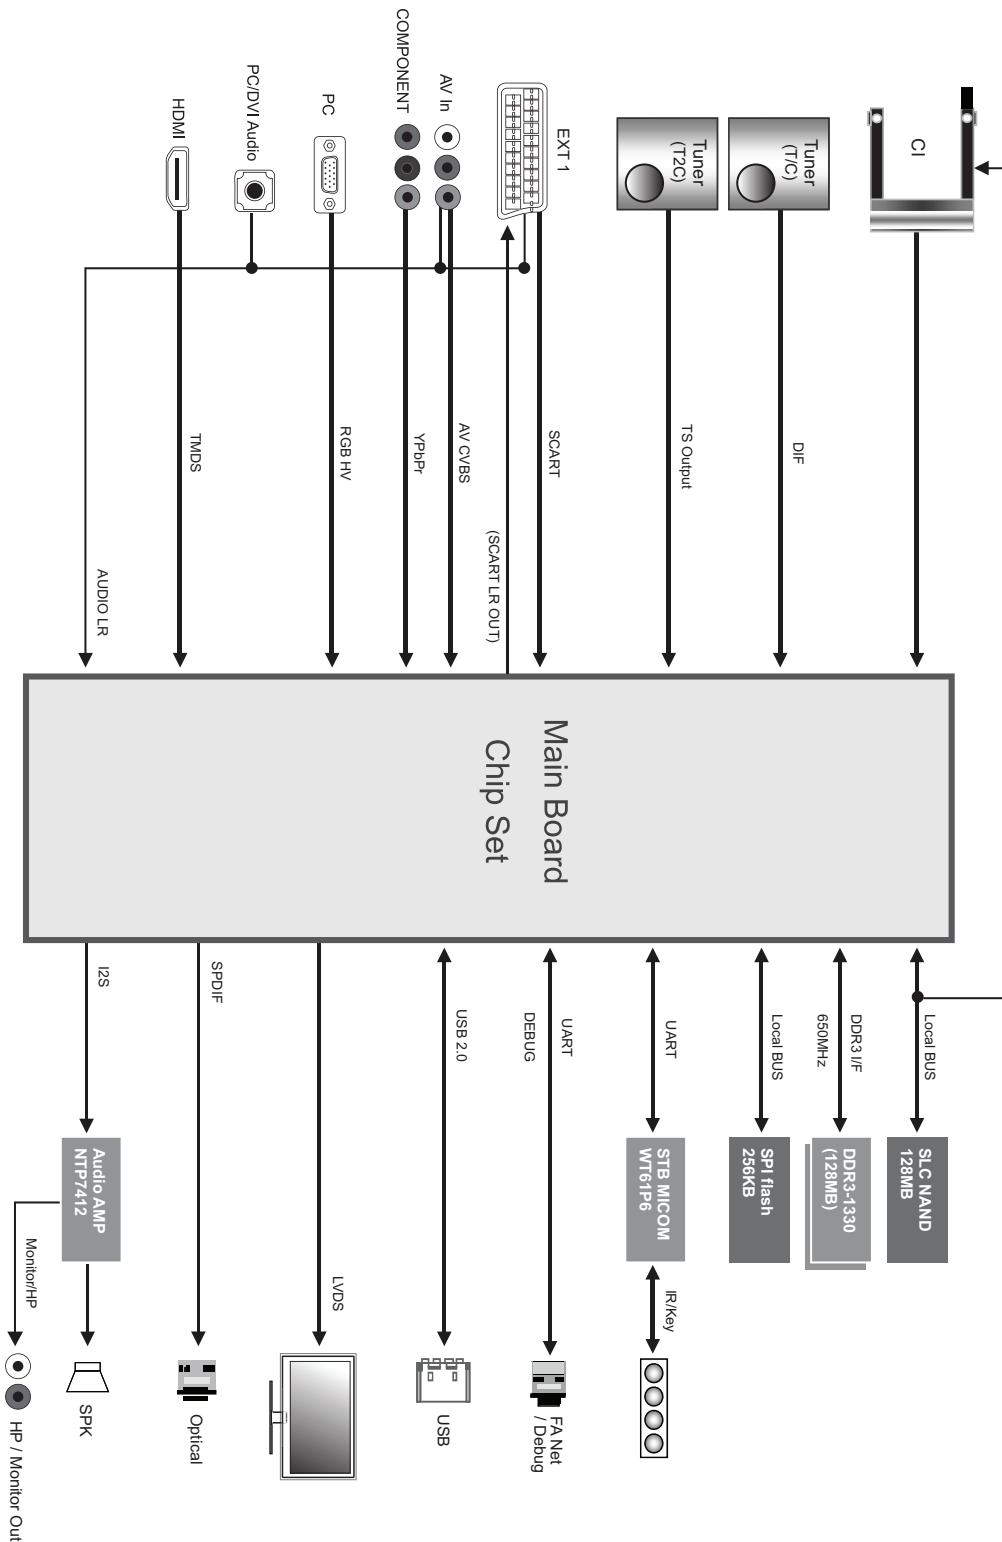 CI
Tuner
(T/C)
DIF
Tuner
(T2C)
TS Output
EXT 1
SCART
(SCART LR OUT)
AV In
AV CVBS
COMPONENT
YPbPr
PC
RGB HV
PC/DVI Audio
HDMI
TMDS
AUDIO LR
Main Board
Chip Set
Local BUS
SLC NAND
128MB
DDR3 I/F
650MHz
DDR3-1330
(128MB)
Local BUS
SPI flash
256KB
UART
STB MICOM
WT61P6
IR/Key
UART
DEBUG
FA Net
/ Debug
USB 2.0
USB
LVDS
SPDIF
Optical
I2S
Audio AMP
NTP7412
SPK
Monitor/HP
HP / Monitor Out